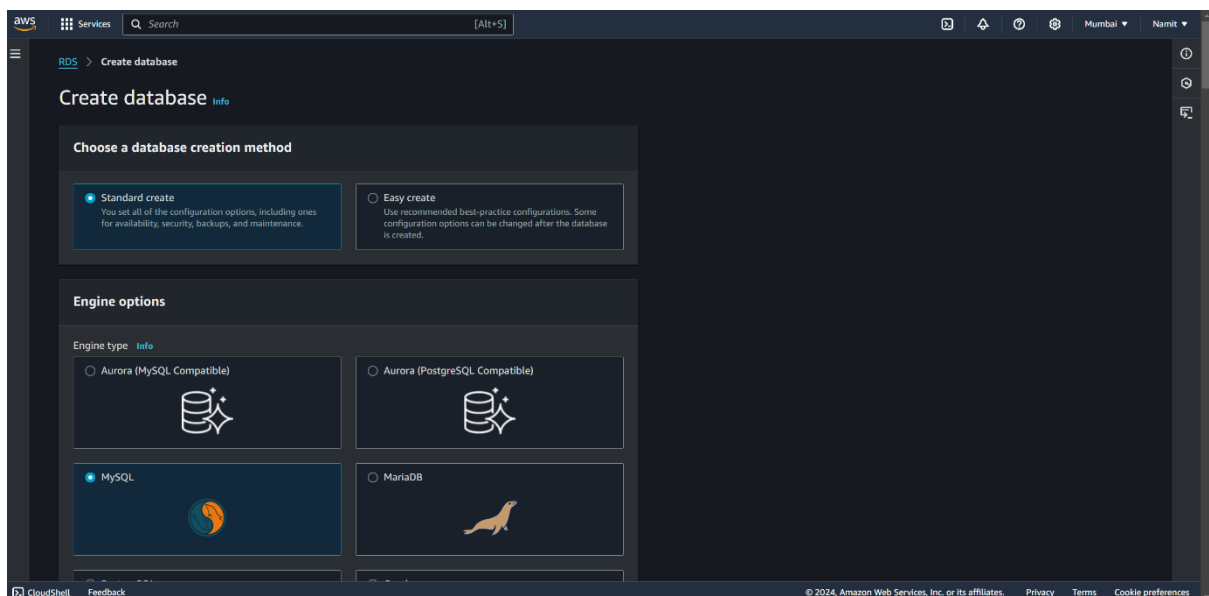 aws Services Search [Alt+S] Mumbai Namit
RDS > Create database
Create database Info
Choose a database creation method
Standard create
You set all of the configuration options, including ones
for availability, security, backups, and maintenance.
Easy create
Use recommended best-practice configurations. Some
configuration options can be changed after the database
is created.
Engine options
Engine type Info
Aurora (MySQL Compatible)
Aurora (PostgreSQL Compatible)
MySQL
MariaDB
CloudShell Feedback © 2024, Amazon Web Services, Inc. or its affiliates. Privacy Terms Cookie preferences